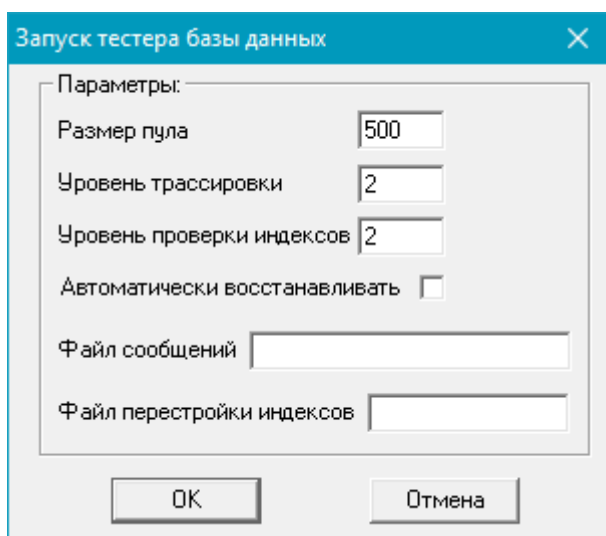 Запуск тестера базы данных
Параметры:
Размер пула 500
Уровень трассировки 2
Уровень проверки индексов 2
Автоматически восстанавливать
Файл сообщений
Файл перестройки индексов
OK Отмена